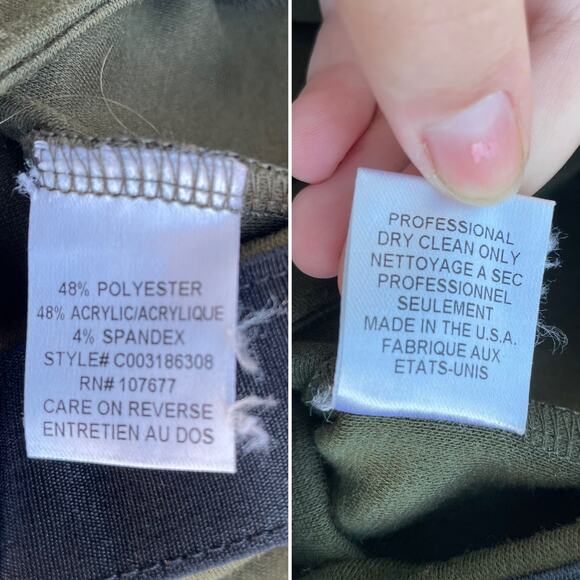 48% POLYESTER
48% ACRYLIC/ACRYLIQUE
4% SPANDEX
STYLE# C003186308
RN# 107677
CARE ON REVERSE
ENTRETIEN AU DOS
PROFESSIONAL
DRY CLEAN ONLY
NETTOYAGE A SEC
PROFESSIONNEL
SEULEMENT
MADE IN THE U.S.A.
FABRIQUE AUX
ETATS-UNIS